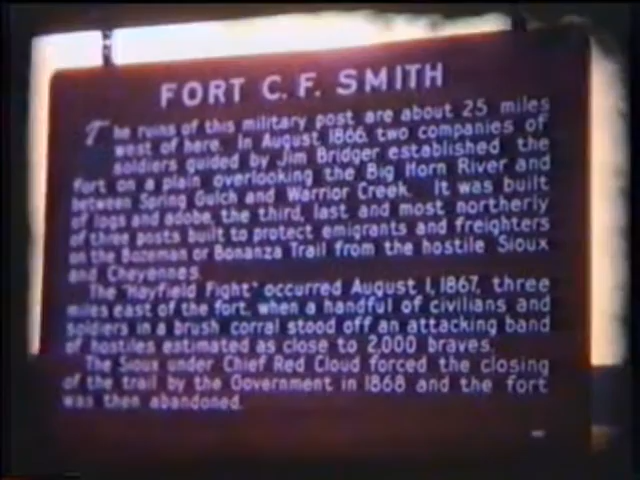 FORT C. F. SMITH
The ruins of this military post are about 25 miles
west of here. In August 1866, two companies of
soldiers guided by Jim Bridger established the
fort on a plain overlooking the Big Horn River and
between Spring Gulch and Warrior Creek. It was built
of logs and adobe, the third, last and most northerly
of three posts built to protect emigrants and freighters
on the Bozeman or Bonanza Trail from the hostile Sioux
and Cheyennes.
The "Hayfield Fight" occurred August 1, 1867, three
miles east of the fort, when a handful of civilians and
soldiers in a brush corral stood off an attacking band
of hostiles estimated as close to 2,000 braves.
The Sioux under Chief Red Cloud forced the closing
of the trail by the Government in 1868 and the fort
was then abandoned.